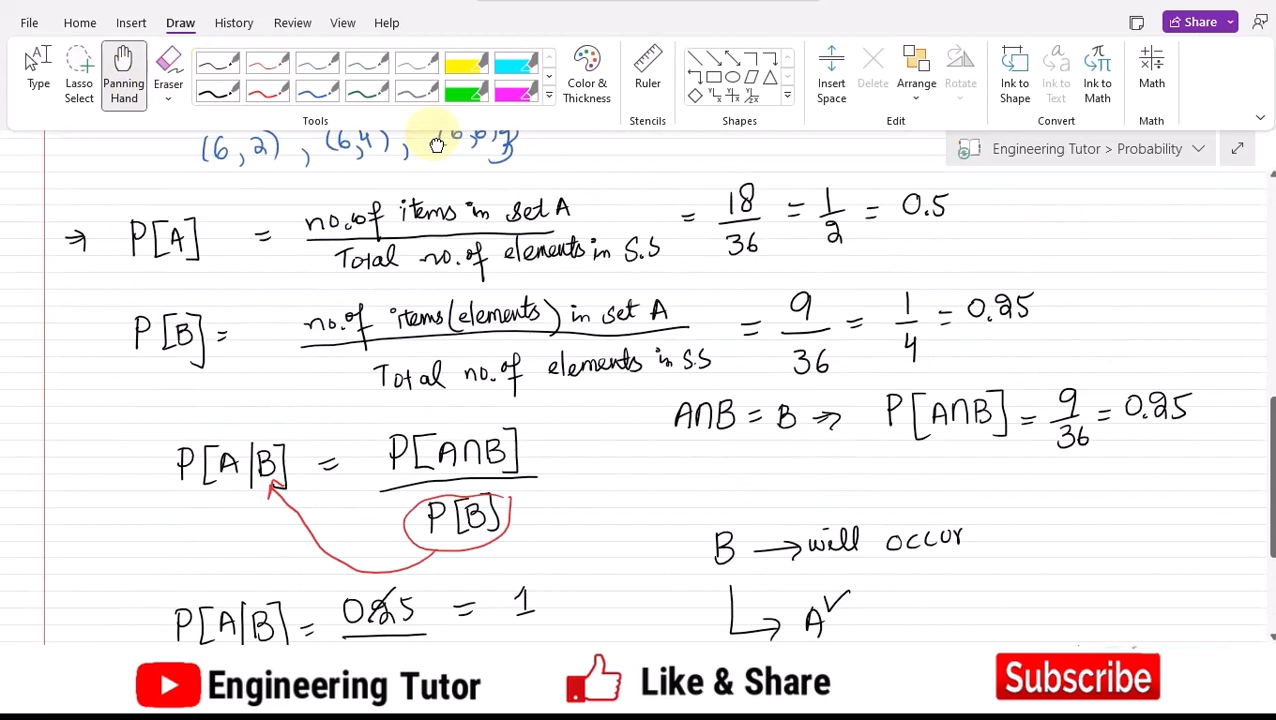 File Home Insert Draw History Review View Help Share
Type Lasso Select Panning Hand Eraser Color & Thickness Ruler Insert Space Delete Arrange Rotate Ink to Shape Ink to Text Ink to Math Math
Tools Stencils Shapes Edit Convert Math
Engineering Tutor > Probability
(6,2) , (6,4) , (6,6)}
⇒ P[A] = no. of items in set A / Total no. of elements in S.S = 18/36 = 1/2 = 0.5
P[B] = no. of items(elements) in set A / Total no. of elements in S.S = 9/36 = 1/4 = 0.25
A∩B = B ⇒ P[A∩B] = 9/36 = 0.25
P[A|B] = P[A∩B] / P[B]
B → will occur
P[A|B] = 0.25 = 1
A✓
Engineering Tutor Like & Share Subscribe